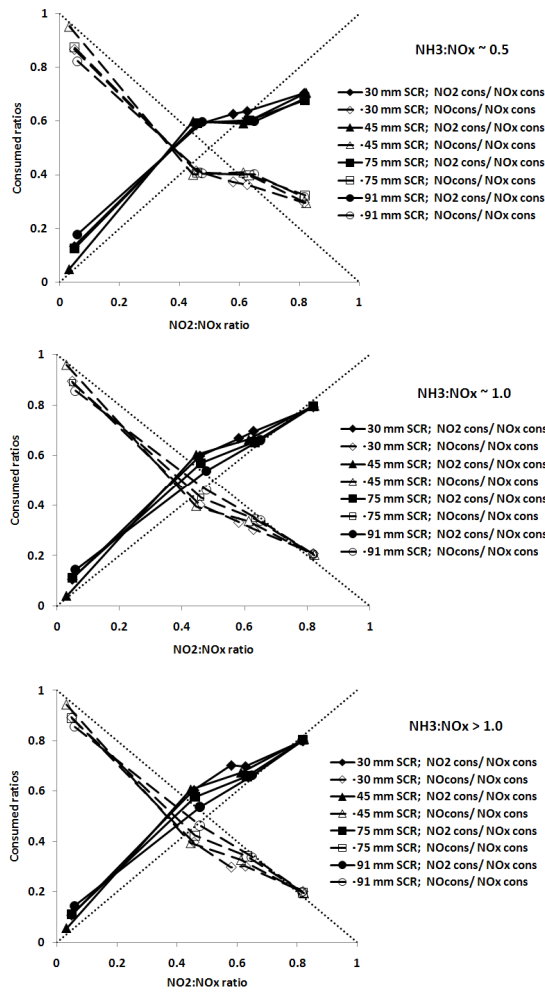 NH3:NOx ~ 0.5
1
0.8
0.6
0.4
0.2
0
Consumed ratios
0
0.2
0.4
0.6
0.8
1
NO2:NOx ratio
30 mm SCR; NO2 cons/ NOx cons
-30 mm SCR; NOcons/ NOx cons
45 mm SCR; NO2 cons/ NOx cons
-45 mm SCR; NOcons/ NOx cons
75 mm SCR; NO2 cons/ NOx cons
-75 mm SCR; NOcons/ NOx cons
91 mm SCR; NO2 cons/ NOx cons
-91 mm SCR; NOcons/ NOx cons
NH3:NOx ~ 1.0
1
0.8
0.6
0.4
0.2
0
Consumed ratios
0
0.2
0.4
0.6
0.8
1
NO2:NOx ratio
30 mm SCR; NO2 cons/ NOx cons
-30 mm SCR; NOcons/ NOx cons
45 mm SCR; NO2 cons/ NOx cons
-45 mm SCR; NOcons/ NOx cons
75 mm SCR; NO2 cons/ NOx cons
-75 mm SCR; NOcons/ NOx cons
91 mm SCR; NO2 cons/ NOx cons
-91 mm SCR; NOcons/ NOx cons
NH3:NOx > 1.0
1
0.8
0.6
0.4
0.2
0
Consumed ratios
0
0.2
0.4
0.6
0.8
1
NO2:NOx ratio
30 mm SCR; NO2 cons/ NOx cons
-30 mm SCR; NOcons/ NOx cons
45 mm SCR; NO2 cons/ NOx cons
-45 mm SCR; NOcons/ NOx cons
75 mm SCR; NO2 cons/ NOx cons
-75 mm SCR; NOcons/ NOx cons
91 mm SCR; NO2 cons/ NOx cons
-91 mm SCR; NOcons/ NOx cons